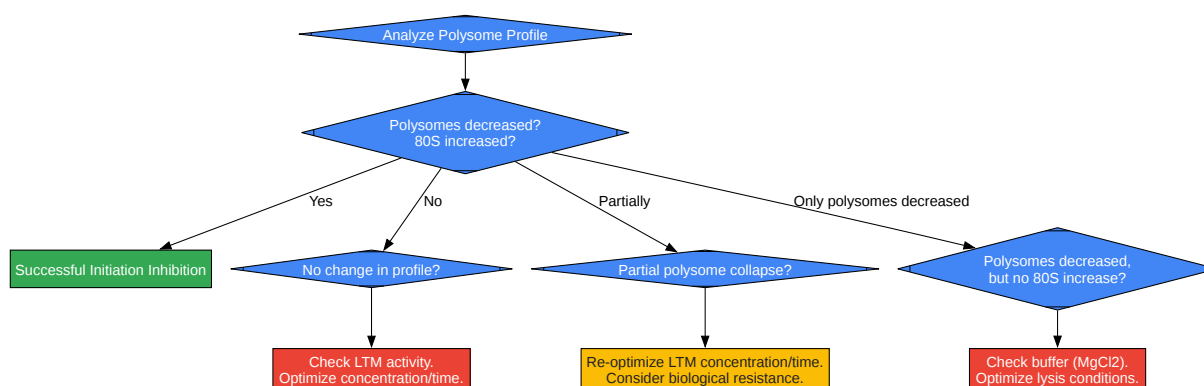 Analyze Polysome Profile
Polysomes decreased?
80S increased?
Yes
No
Partially
Only polysomes decreased
Successful Initiation Inhibition
No change in profile?
Partial polysome collapse?
Polysomes decreased,
but no 80S increase?
Check LTM activity.
Optimize concentration/time.
Re-optimize LTM concentration/time.
Consider biological resistance.
Check buffer (MgCl2).
Optimize lysis conditions.